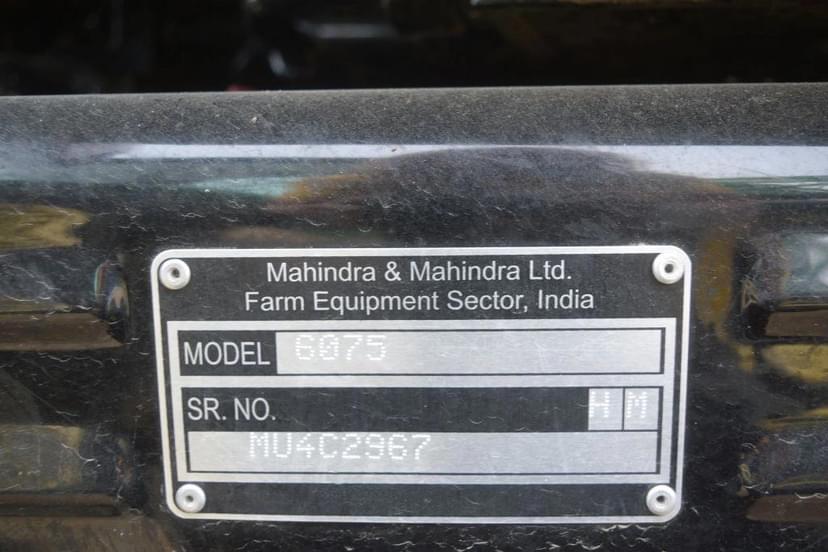 Mahindra & Mahindra Ltd.
Farm Equipment Sector, India
MODEL 6075
SR. NO. H M
MU4C2967